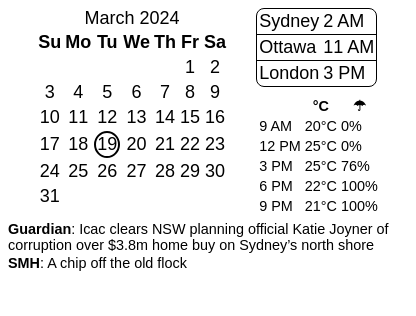 March 2024
Su Mo Tu We Th Fr Sa
1 2
3 4 5 6 7 8 9
10 11 12 13 14 15 16
17 18 19 20 21 22 23
24 25 26 27 28 29 30
31
Sydney 2 AM
Ottawa 11 AM
London 3 PM
°C ☂
9 AM 20°C 0%
12 PM 25°C 0%
3 PM 25°C 76%
6 PM 22°C 100%
9 PM 21°C 100%
Guardian: Icac clears NSW planning official Katie Joyner of
corruption over $3.8m home buy on Sydney’s north shore
SMH: A chip off the old flock